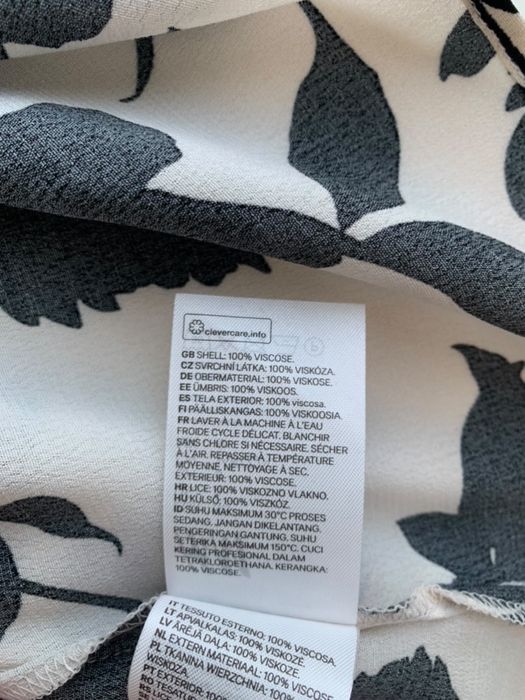 clevercare.info
GB SHELL: 100% VISCOSE.
CZ SVRCHNÍ LÁTKA: 100% VISKÓZA.
DE OBERMATERIAL: 100% VISKOSE.
EE ÜMBRIS: 100% VISKOOS.
ES TELA EXTERIOR: 100% viscosa.
FI PÄÄLLISKANGAS: 100% VISKOOSIA.
FR LAVER À LA MACHINE À L'EAU
FROIDE CYCLE DÉLICAT. BLANCHIR
SANS CHLORE SI NÉCESSAIRE. SÉCHER
À L'AIR. REPASSER À TEMPÉRATURE
MOYENNE. NETTOYAGE À SEC.
EXTERIEUR: 100% VISCOSE.
HR LICE: 100% VISKOZNO VLAKNO.
HU KÜLSŐ: 100% VISZKÓZ.
ID SUHU MAKSIMUM 30°C PROSES
SEDANG. JANGAN DIKELANTANG.
PENGERINGAN GANTUNG. SUHU
SETERIKA MAKSIMUM 150°C. CUCI
KERING PROFESIONAL DALAM
TETRAKLOROETHANA. KERANGKA:
100% VISCOSE.
IT TESSUTO ESTERNO: 100% VISCOSA
LT APVALKALAS: 100% VISKOZĖ.
LV ĀRĒJĀ DAĻA: 100% VISKOZE.
NL EXTERN MATERIAAL: 100% VISCOSE
PL TKANINA WIERZCHNIA: 100%
WISKOZA.
PT EXTERIOR: 100%
RO TESATU